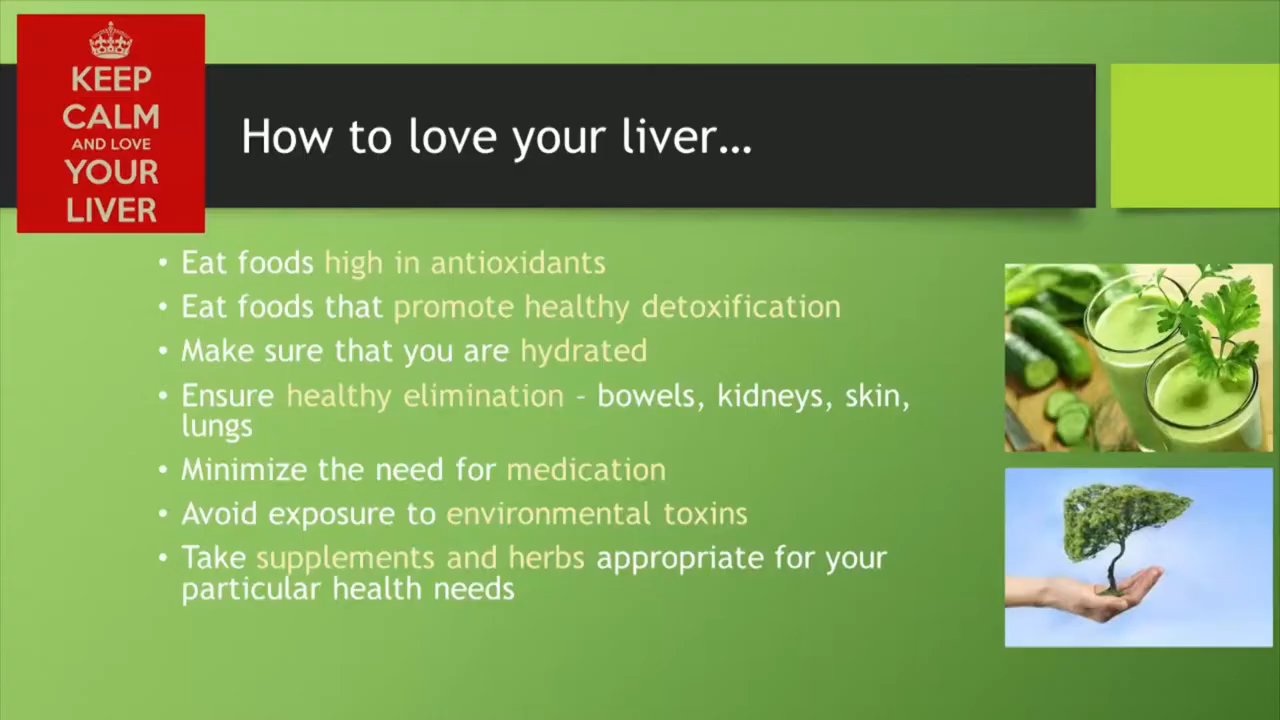 KEEP
CALM
AND LOVE
YOUR
LIVER
How to love your liver...
• Eat foods high in antioxidants
• Eat foods that promote healthy detoxification
• Make sure that you are hydrated
• Ensure healthy elimination - bowels, kidneys, skin,
lungs
• Minimize the need for medication
• Avoid exposure to environmental toxins
• Take supplements and herbs appropriate for your
particular health needs